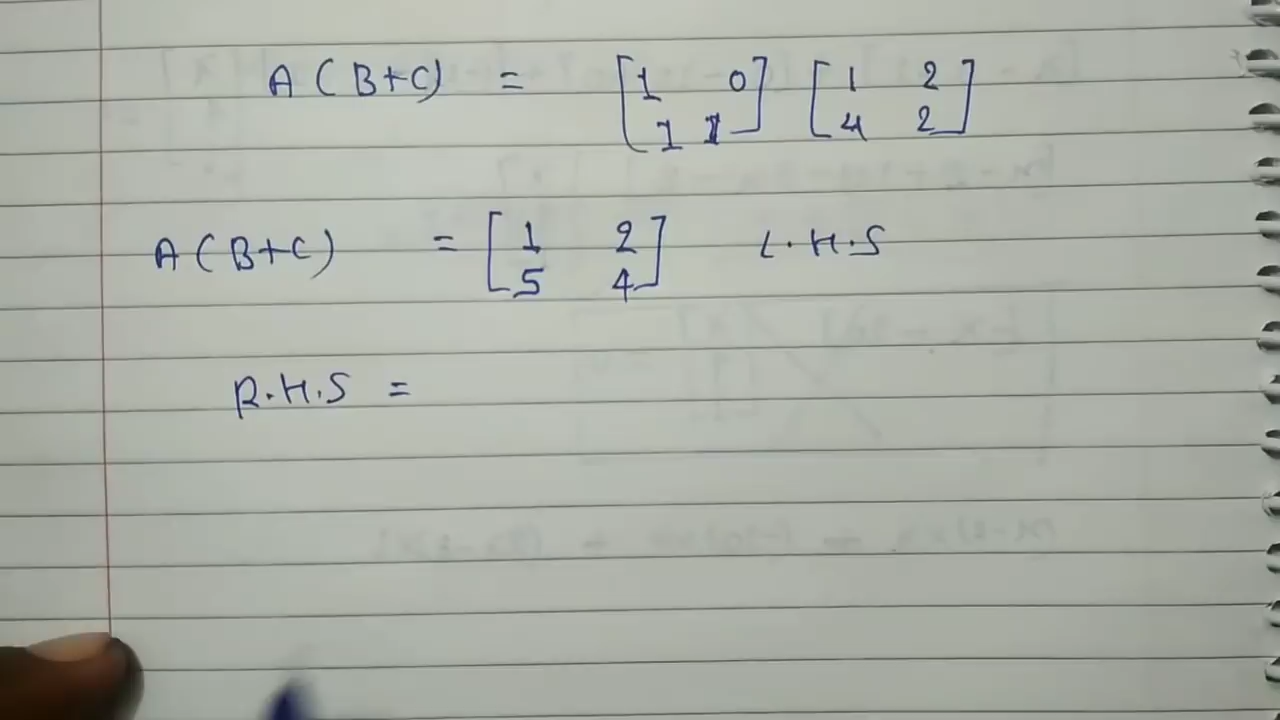 A (B+C) = [1 0] [1 2]
[1 1] [4 2]
A (B+C) = [1 2] L.H.S
[5 4]
R.H.S =